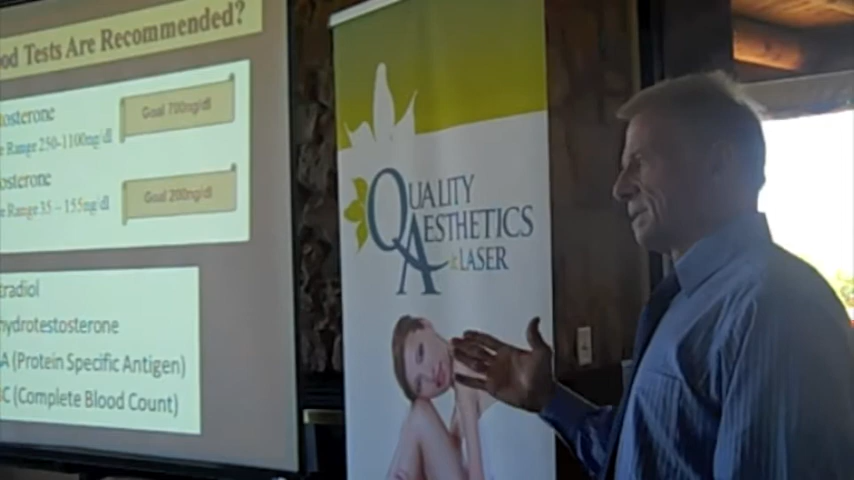 od Tests Are Recommended?
tosterone
Goal 700ng/dl
e Range 250-1100ng/dl
osterone
Goal 200ng/dl
e Range 35 - 155ng/dl
tradiol
hydrotestosterone
A (Protein Specific Antigen)
C (Complete Blood Count)
QUALITY
AESTHETICS
& LASER